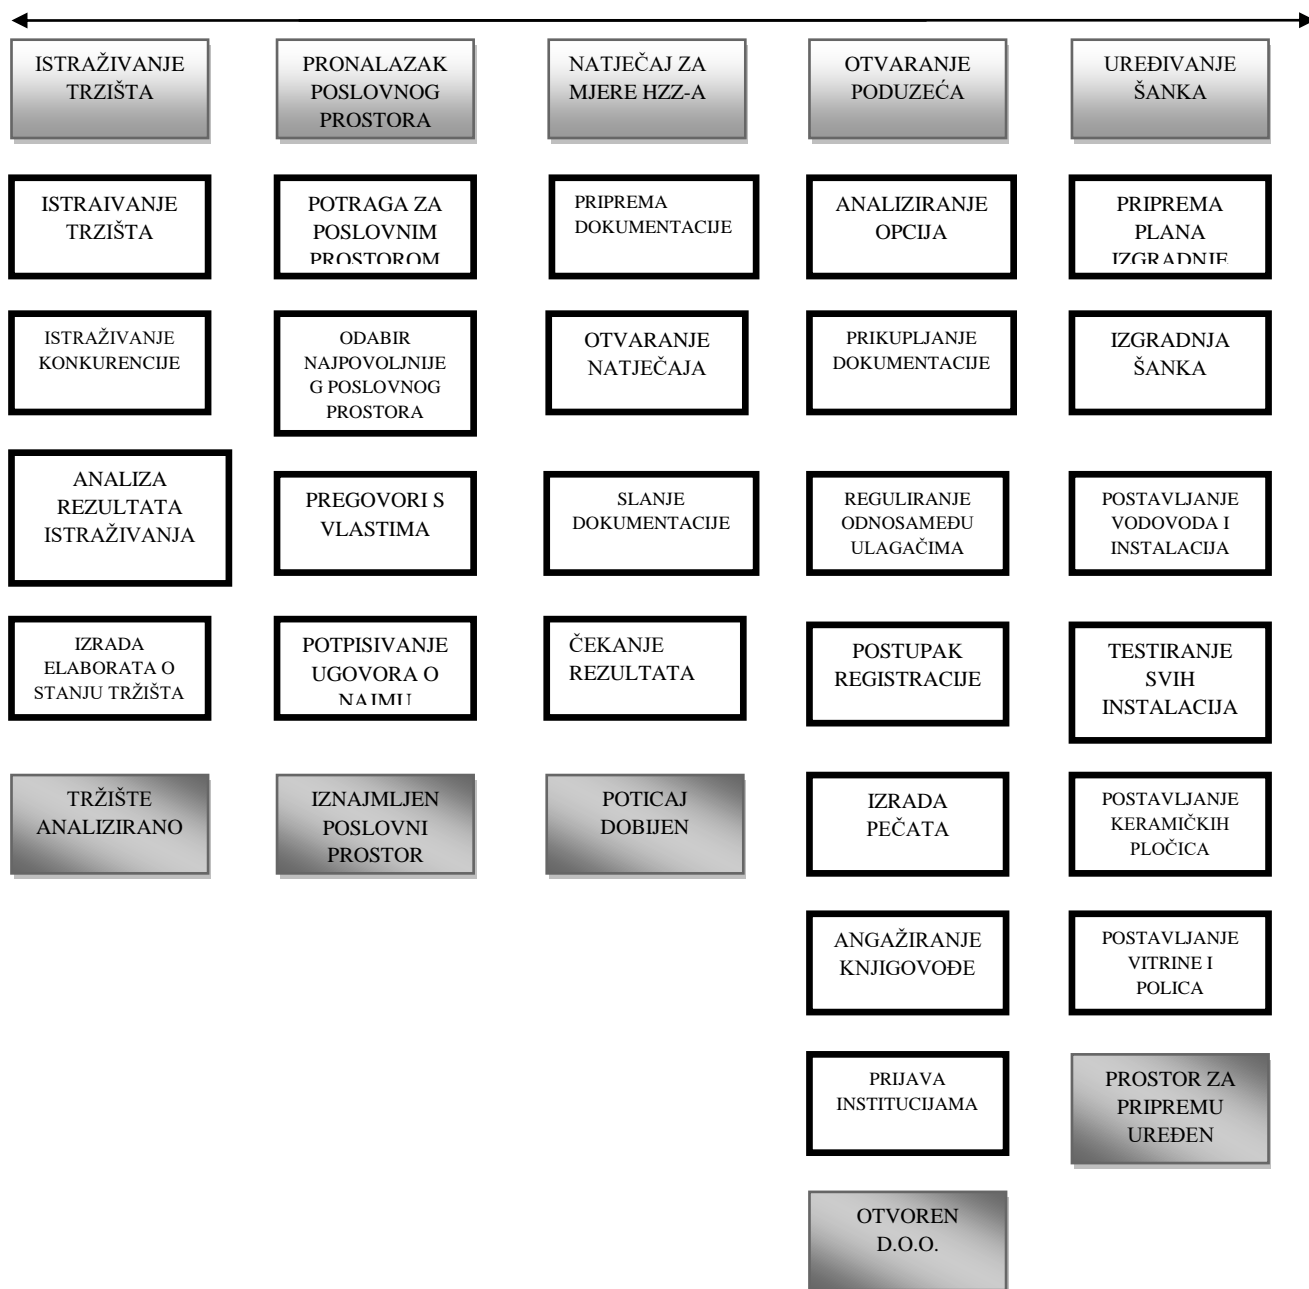 ISTRAŽIVANJE
TRZIŠTA
PRONALAZAK
POSLOVNOG
PROSTORA
NATJEČAJ ZA
MJERE HZZ-A
OTVARANJE
PODUZEĆA
UREĐIVANJE
ŠANKA
ISTRAIVANJE
TRZIŠTA
POTRAGA ZA
POSLOVNIM
PROSTOROM
PRIPREMA
DOKUMENTACIJE
ANALIZIRANJE
OPCIJA
PRIPREMA
PLANA
IZGRADNJE
ISTRAŽIVANJE
KONKURENCIJE
ODABIR
NAJPOVOLJNIJE
G POSLOVNOG
PROSTORA
OTVARANJE
NATJEČAJA
PRIKUPLJANJE
DOKUMENTACIJE
IZGRADNJA
ŠANKA
ANALIZA
REZULTATA
ISTRAŽIVANJA
PREGOVORI S
VLASTIMA
SLANJE
DOKUMENTACIJE
REGULIRANJE
ODNOSAMEĐU
ULAGAČIMA
POSTAVLJANJE
VODOVODA I
INSTALACIJA
IZRADA
ELABORATA O
STANJU TRŽIŠTA
POTPISIVANJE
UGOVORA O
NAJMU
ČEKANJE
REZULTATA
POSTUPAK
REGISTRACIJE
TESTIRANJE
SVIH
INSTALACIJA
TRŽIŠTE
ANALIZIRANO
IZNAJMLJEN
POSLOVNI
PROSTOR
POTICAJ
DOBIJEN
IZRADA
PEČATA
POSTAVLJANJE
KERAMIČKIH
PLOČICA
ANGAŽIRANJE
KNJIGOVOĐE
POSTAVLJANJE
VITRINE I
POLICA
PRIJAVA
INSTITUCIJAMA
PROSTOR ZA
PRIPREMU
UREĐEN
OTVOREN
D.O.O.